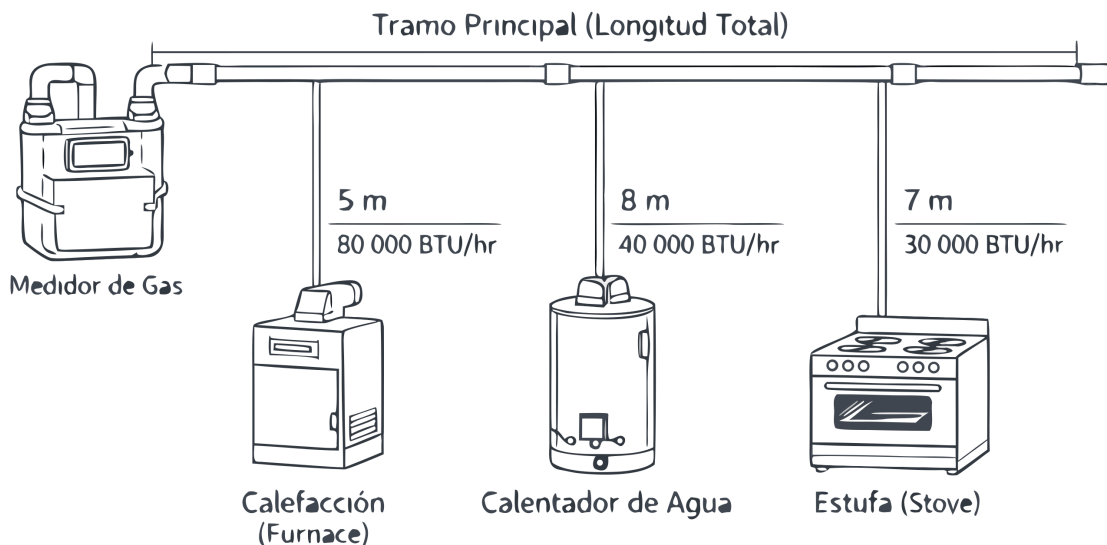 Tramo Principal (Longitud Total)
5 m
80 000 BTU/hr
8 m
40 000 BTU/hr
7 m
30 000 BTU/hr
Medidor de Gas
Calefacción
(Furnace)
Calentador de Agua
Estufa (Stove)